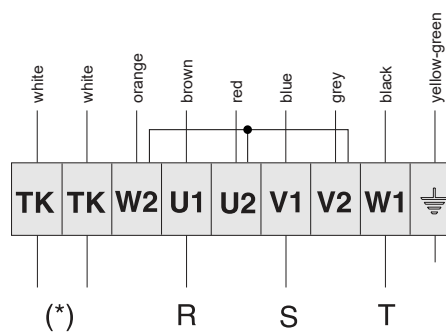 white white orange brown red blue grey black yellow-green
TK TK W2 U1 U2 V1 V2 W1
(*) R S T